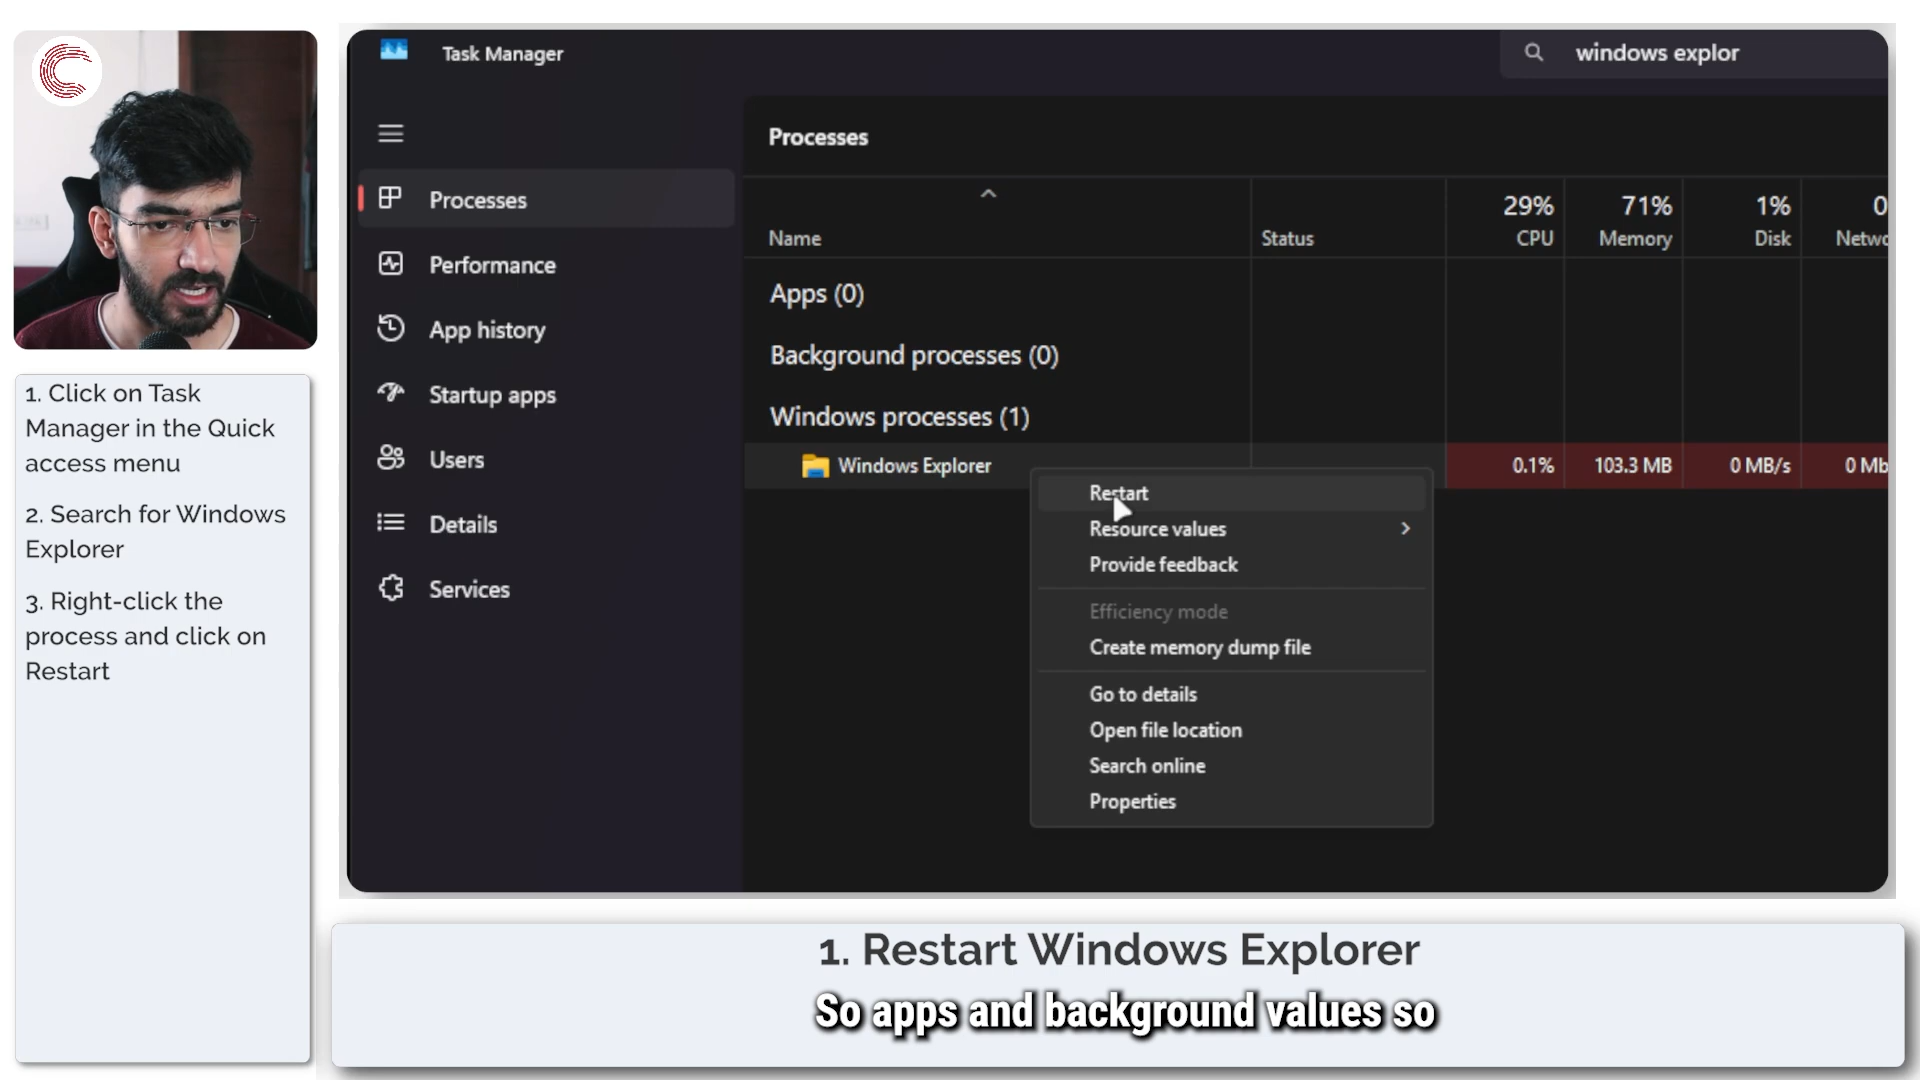 Task Manager
windows explor
Processes
Performance
App history
Startup apps
Users
Details
Services
Processes
29% 71% 1% 0
Name Status CPU Memory Disk Netwo
Apps (0)
Background processes (0)
Windows processes (1)
Windows Explorer 0.1% 103.3 MB 0 MB/s 0 Mb
Restart
Resource values
Provide feedback
Efficiency mode
Create memory dump file
Go to details
Open file location
Search online
Properties
1. Click on Task
Manager in the Quick
access menu
2. Search for Windows
Explorer
3. Right-click the
process and click on
Restart
1. Restart Windows Explorer
So apps and background values so